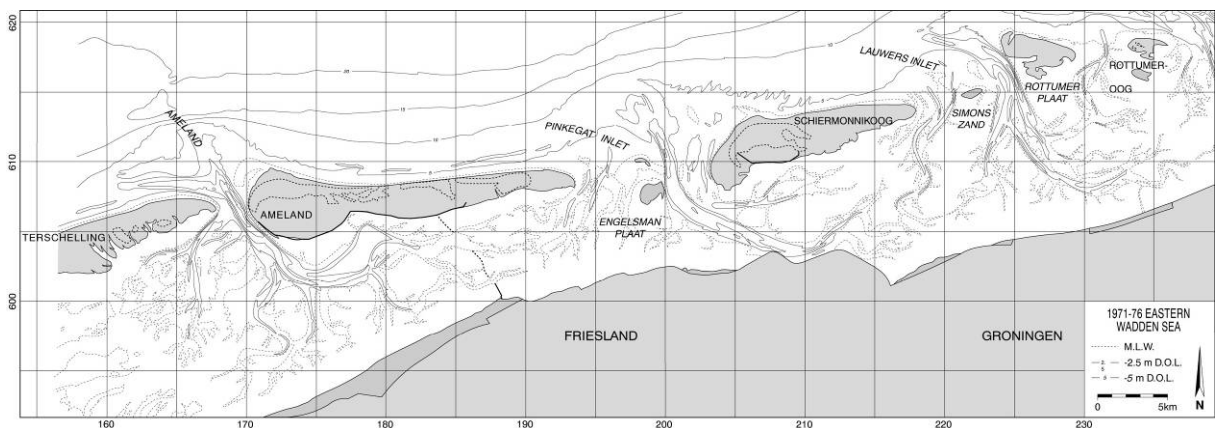 620
610
600
160
170
180
190
200
210
220
230
AMELAND
TERSCHELLING
AMELAND
PINKEGAT INLET
ENGELSMAN
PLAAT
SCHIERMONNIKOOG
LAUWERS INLET
SIMONS
ZAND
ROTTUMER
PLAAT
ROTTUMER-
OOG
FRIESLAND
GRONINGEN
1971-76 EASTERN
WADDEN SEA
M.L.W.
-2.5 m D.O.L.
-5 m D.O.L.
0 5km
N